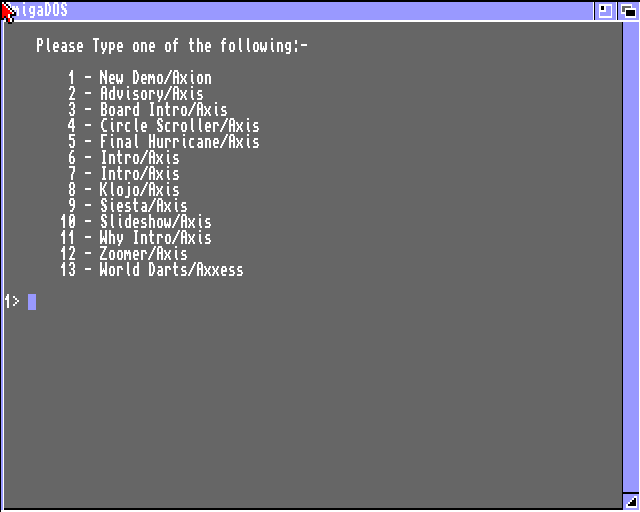 migaDOS
Please Type one of the following:-
1 - New Demo/Axion
2 - Advisory/Axis
3 - Board Intro/Axis
4 - Circle Scroller/Axis
5 - Final Hurricane/Axis
6 - Intro/Axis
7 - Intro/Axis
8 - Klojo/Axis
9 - Siesta/Axis
10 - Slideshow/Axis
11 - Why Intro/Axis
12 - Zoomer/Axis
13 - World Darts/Axxess
1>